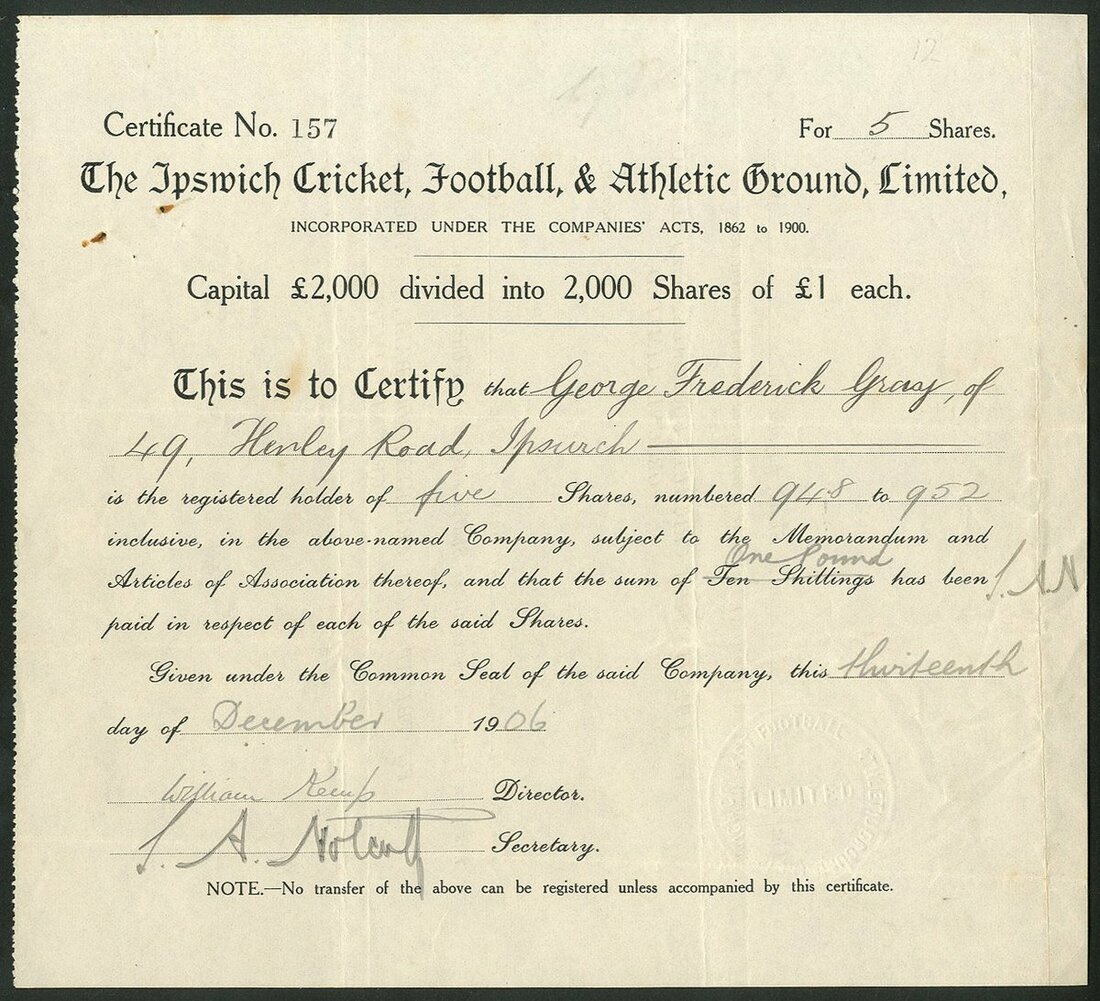 12
Certificate No. 157 For 5 Shares.
The Ipswich Cricket, Football, & Athletic Ground, Limited,
INCORPORATED UNDER THE COMPANIES' ACTS, 1862 to 1900.
Capital £2,000 divided into 2,000 Shares of £1 each.
This is to Certify that George Frederick Gray, of
49, Henley Road, Ipswich
is the registered holder of five Shares, numbered 948 to 952
inclusive, in the above-named Company, subject to the Memorandum and
One Pound
Articles of Association thereof, and that the sum of Ten Shillings has been S.A.N
paid in respect of each of the said Shares.
Given under the Common Seal of the said Company, this thirteenth
day of December 1906
William Kemp Director.
S. A. Notcutt Secretary.
LIMITED
NOTE.—No transfer of the above can be registered unless accompanied by this certificate.